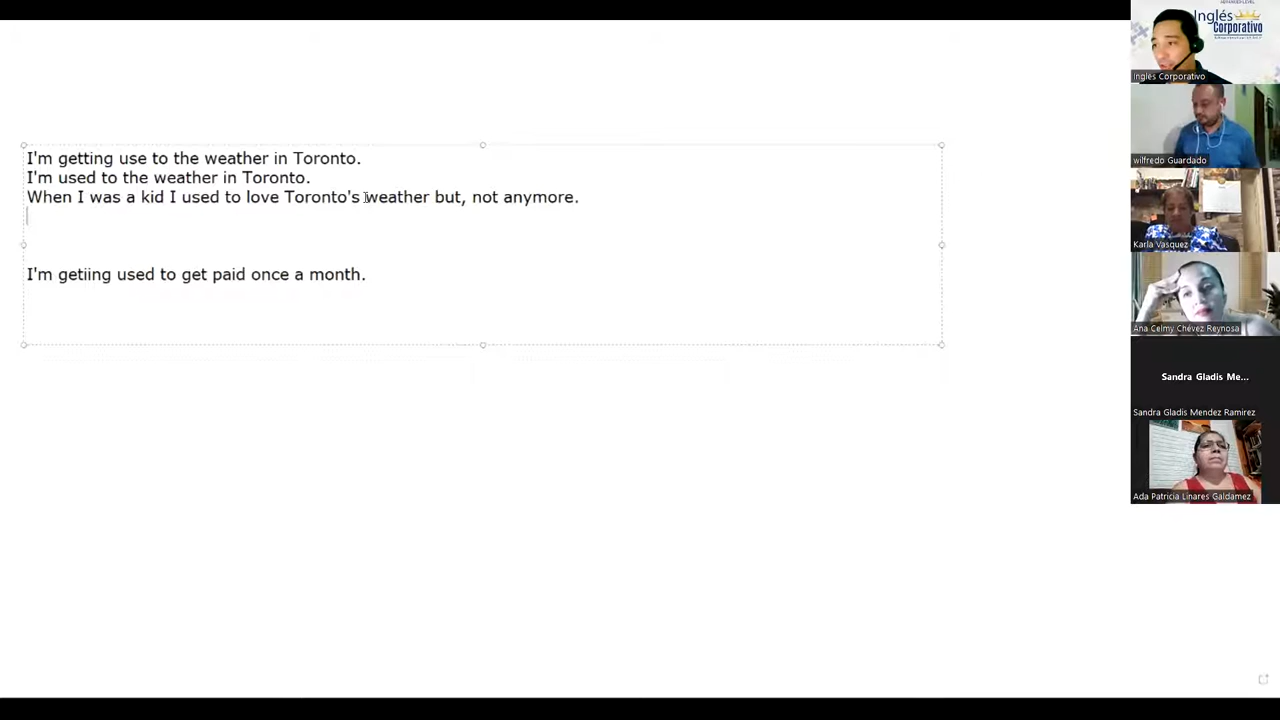 I'm getting use to the weather in Toronto.
I'm used to the weather in Toronto.
When I was a kid I used to love Toronto's weather but, not anymore.
I'm getiing used to get paid once a month.
Inglés
Corporativo
Inglés Corporativo
wilfredo Guardado
Karla Vasquez
Ana Celmy Chévez Reynosa
Sandra Gladis Me...
Sandra Gladis Mendez Ramirez
Ada Patricia Linares Galdamez